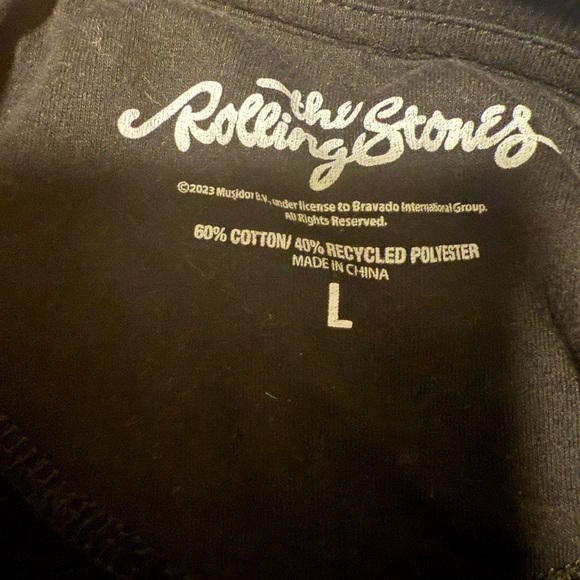 the
Rolling Stones
©2023 Musidor B.V., under license to Bravado International Group.
All Rights Reserved.
60% COTTON/ 40% RECYCLED POLYESTER
MADE IN CHINA
L